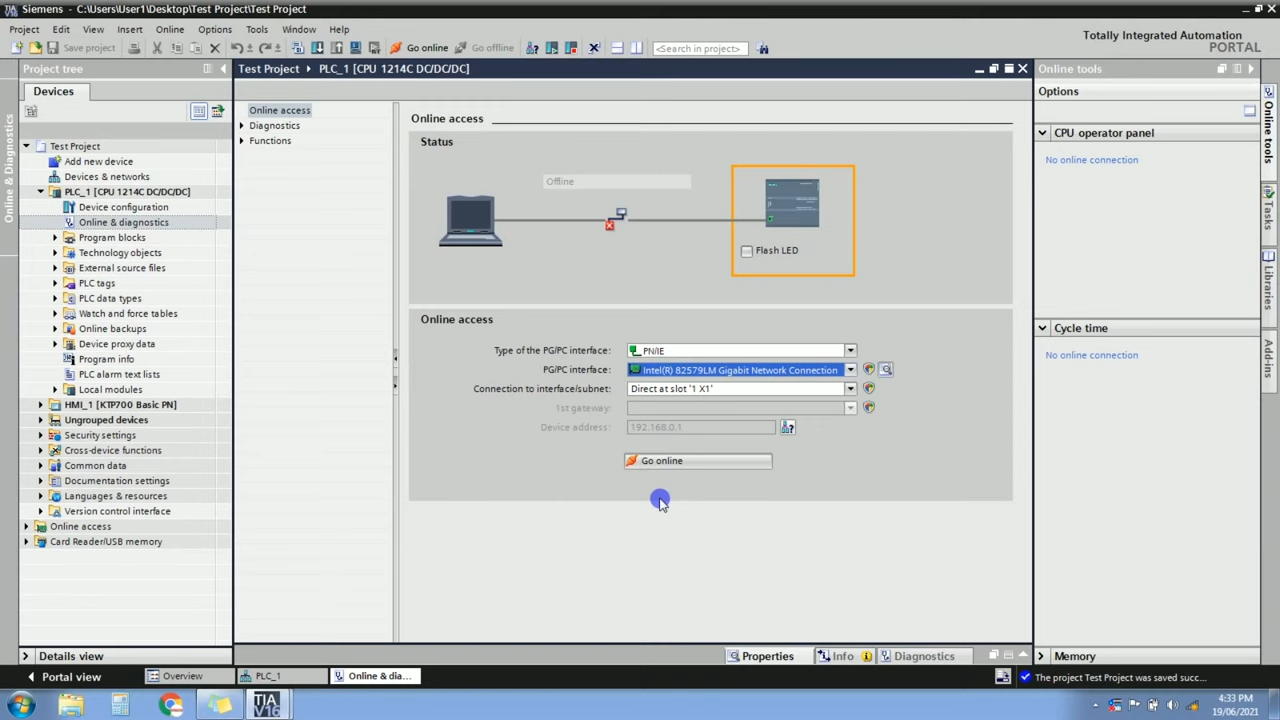 Siemens - C:\Users\User1\Desktop\Test Project\Test Project
Project Edit View Insert Online Options Tools Window Help
Save project Go online Go offline <Search in project>
Totally Integrated Automation
PORTAL
Project tree
Test Project PLC_1 [CPU 1214C DC/DC/DC]
Online tools
Devices
Options
Test Project
Add new device
Devices & networks
PLC_1 [CPU 1214C DC/DC/DC]
Device configuration
Online & diagnostics
Program blocks
Technology objects
External source files
PLC tags
PLC data types
Watch and force tables
Online backups
Device proxy data
Program info
PLC alarm text lists
Local modules
HMI_1 [KTP700 Basic PN]
Ungrouped devices
Security settings
Cross-device functions
Common data
Documentation settings
Languages & resources
Version control interface
Online access
Card Reader/USB memory
Details view
Online & Diagnostics
Online access
Diagnostics
Functions
Online access
Status
Offline
Flash LED
Online access
Type of the PG/PC interface: PN/IE
PG/PC interface: Intel(R) 82579LM Gigabit Network Connection
Connection to interface/subnet: Direct at slot '1 X1'
1st gateway:
Device address: 192.168.0.1
Go online
Properties Info Diagnostics
CPU operator panel
No online connection
Cycle time
No online connection
Memory
Online tools
Tasks
Libraries
Add-ins
Portal view Overview PLC_1 Online & dia...
The project Test Project was saved succ...
TIA
V16
4:33 PM
19/06/2021